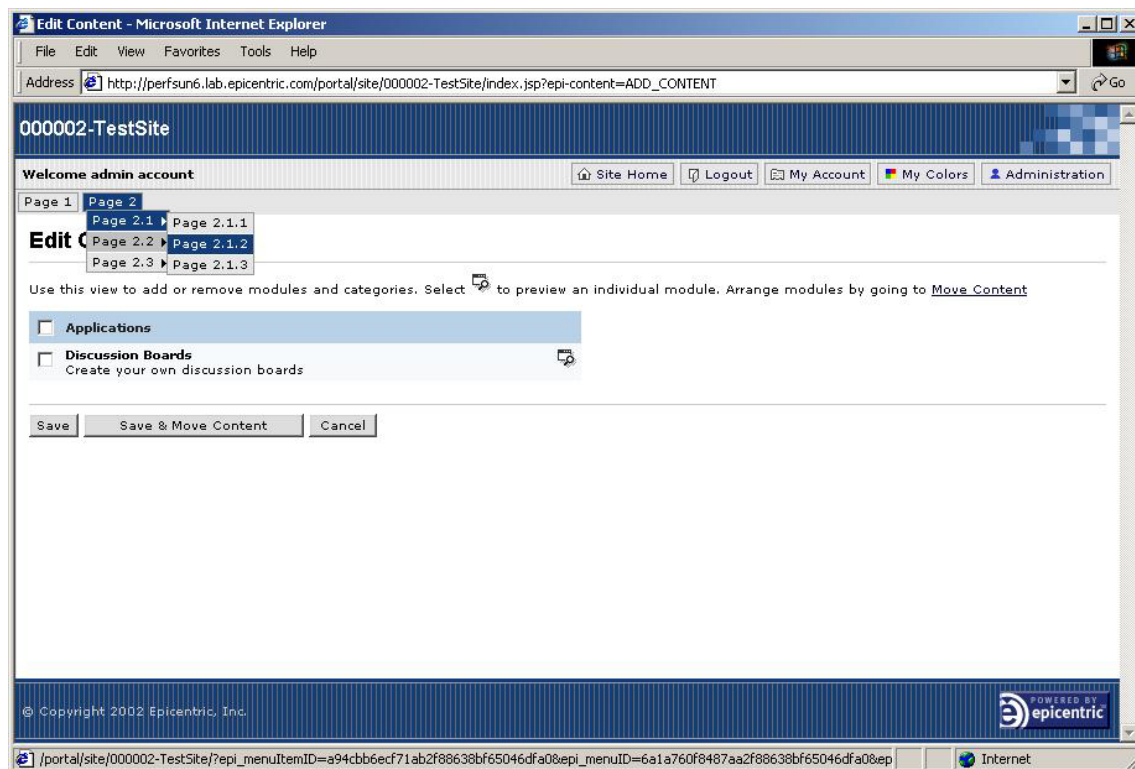 Edit Content - Microsoft Internet Explorer
File Edit View Favorites Tools Help
Address http://perfsun6.lab.epicentric.com/portal/site/000002-TestSite/index.jsp?epi-content=ADD_CONTENT Go
000002-TestSite
Welcome admin account Site Home Logout My Account My Colors Administration
Page 1 Page 2
Page 2.1 Page 2.1.1
Edit Page 2.2 Page 2.1.2
Page 2.3 Page 2.1.3
Use this view to add or remove modules and categories. Select to preview an individual module. Arrange modules by going to Move Content
Applications
Discussion Boards
Create your own discussion boards
Save Save & Move Content Cancel
© Copyright 2002 Epicentric, Inc.
POWERED BY
epicentric
/portal/site/000002-TestSite/?epi_menuItemID=a94cbb6ecf71ab2f88638bf65046dfa08&epi_menuID=6a1a760f8487aa2f88638bf65046dfa08&ep Internet